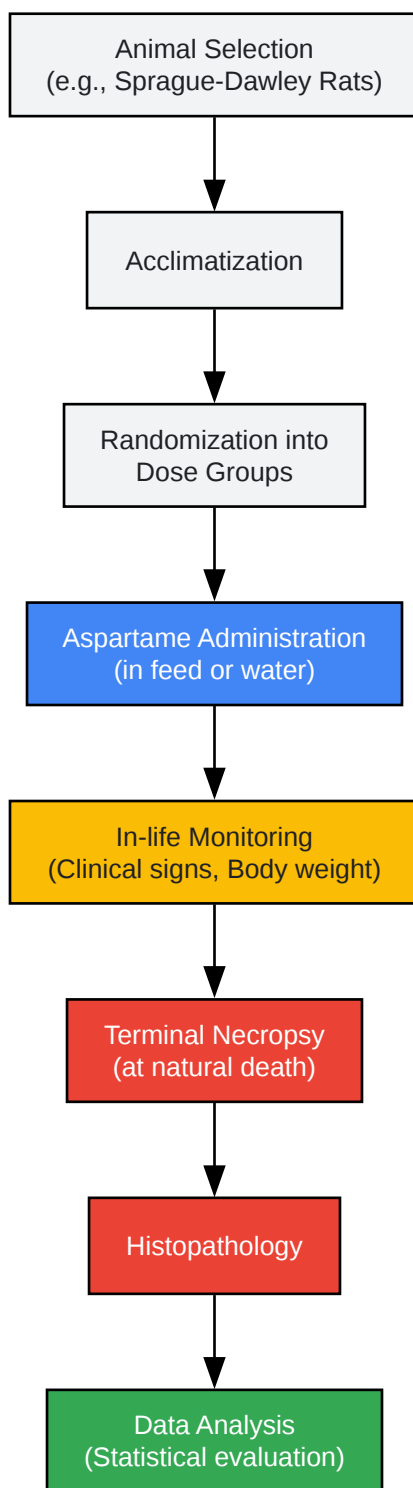 Animal Selection
(e.g., Sprague-Dawley Rats)
Acclimatization
Randomization into
Dose Groups
Aspartame Administration
(in feed or water)
In-life Monitoring
(Clinical signs, Body weight)
Terminal Necropsy
(at natural death)
Histopathology
Data Analysis
(Statistical evaluation)